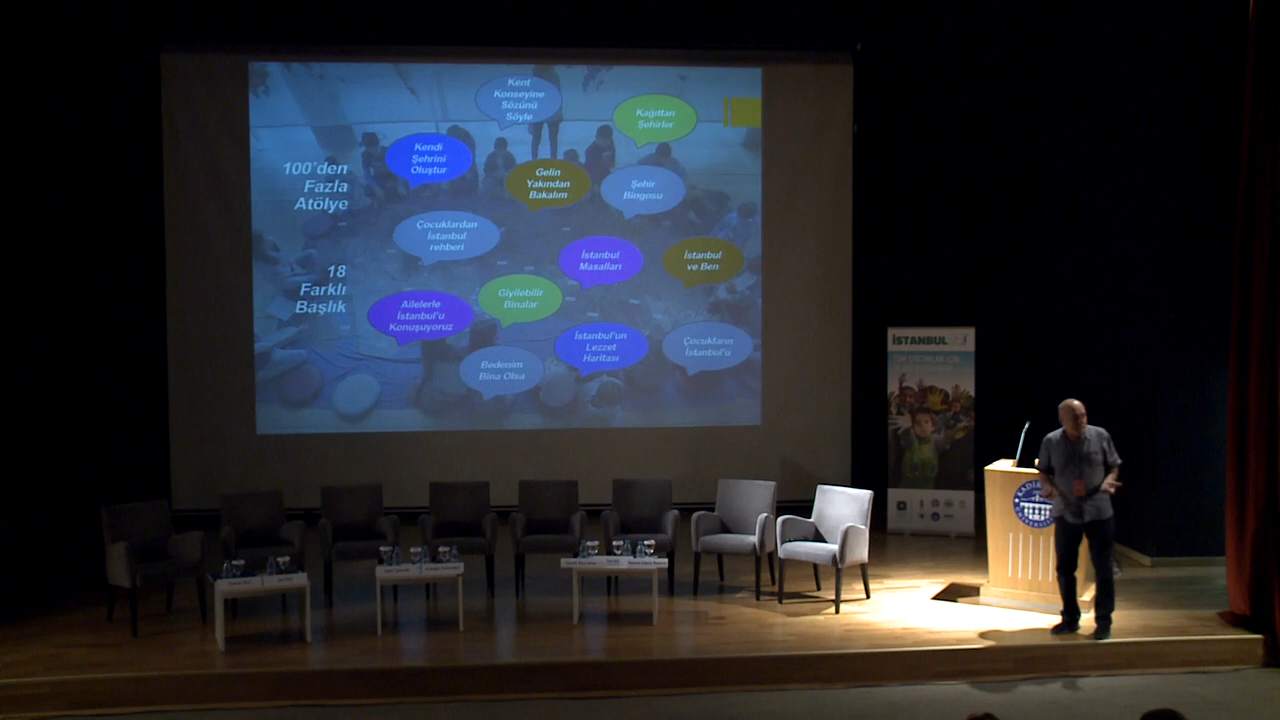 Kent
Konseyine
Sözünü
Söyle
Kağıttan
Şehirler
Kendi
Şehrini
Oluştur
100'den
Fazla
Atölye
Gelin
Yakından
Bakalım
Şehir
Bingosu
Çocuklardan
İstanbul
rehberi
İstanbul
Masalları
İstanbul
ve Ben
18
Farklı
Başlık
Giyilebilir
Binalar
Ailelerle
İstanbul'u
Konuşuyoruz
İstanbul'un
Lezzet
Haritası
Çocukların
İstanbul'u
Bedenim
Bina Olsa
İSTANBUL